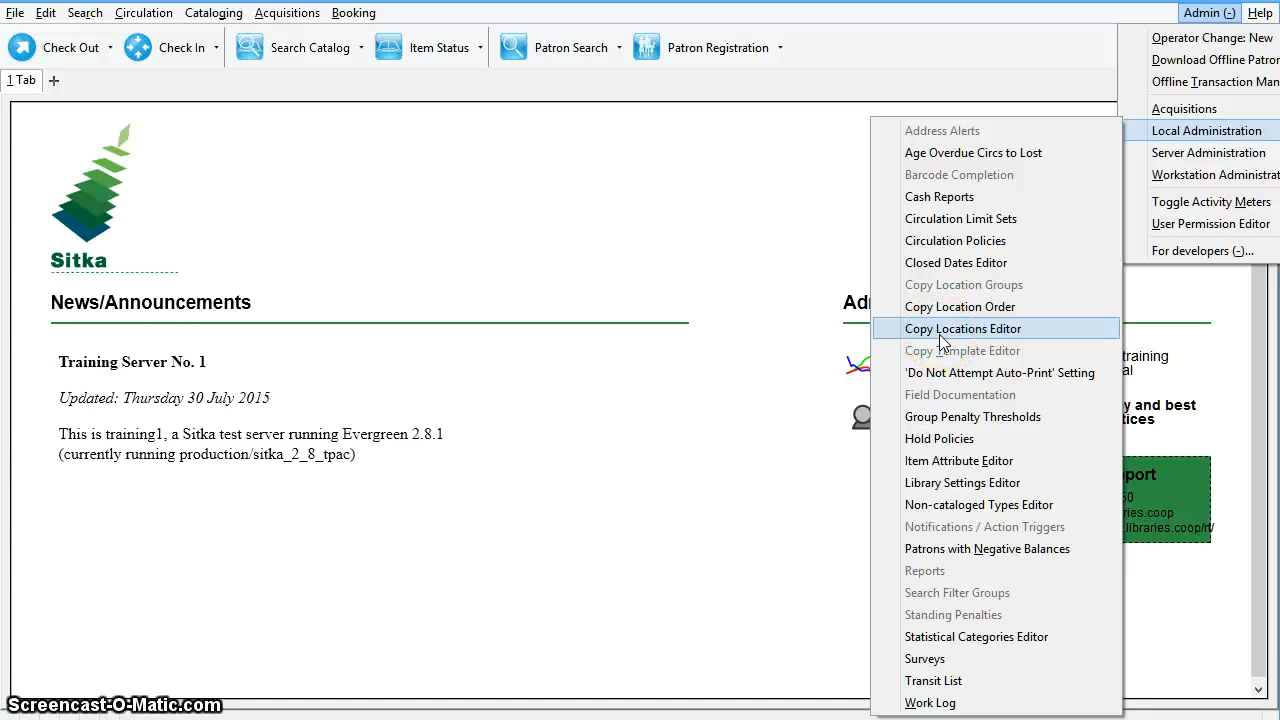 File Edit Search Circulation Cataloging Acquisitions Booking Admin (-) Help
Check Out Check In Search Catalog Item Status Patron Search Patron Registration
1 Tab
Operator Change: New
Download Offline Patron
Offline Transaction Man
Acquisitions
Local Administration
Server Administration
Workstation Administrat
Toggle Activity Meters
User Permission Editor
For developers (-)...
Address Alerts
Age Overdue Circs to Lost
Barcode Completion
Cash Reports
Circulation Limit Sets
Circulation Policies
Closed Dates Editor
Copy Location Groups
Copy Location Order
Copy Locations Editor
Copy Template Editor
'Do Not Attempt Auto-Print' Setting
Field Documentation
Group Penalty Thresholds
Hold Policies
Item Attribute Editor
Library Settings Editor
Non-cataloged Types Editor
Notifications / Action Triggers
Patrons with Negative Balances
Reports
Search Filter Groups
Standing Penalties
Statistical Categories Editor
Surveys
Transit List
Work Log
Sitka
News/Announcements
Training Server No. 1
Updated: Thursday 30 July 2015
This is training1, a Sitka test server running Evergreen 2.8.1
(currently running production/sitka_2_8_tpac)
Ad
training
al
y and best
tices
port
60
ries.coop
.libraries.coop/rt/
Screencast-O-Matic.com